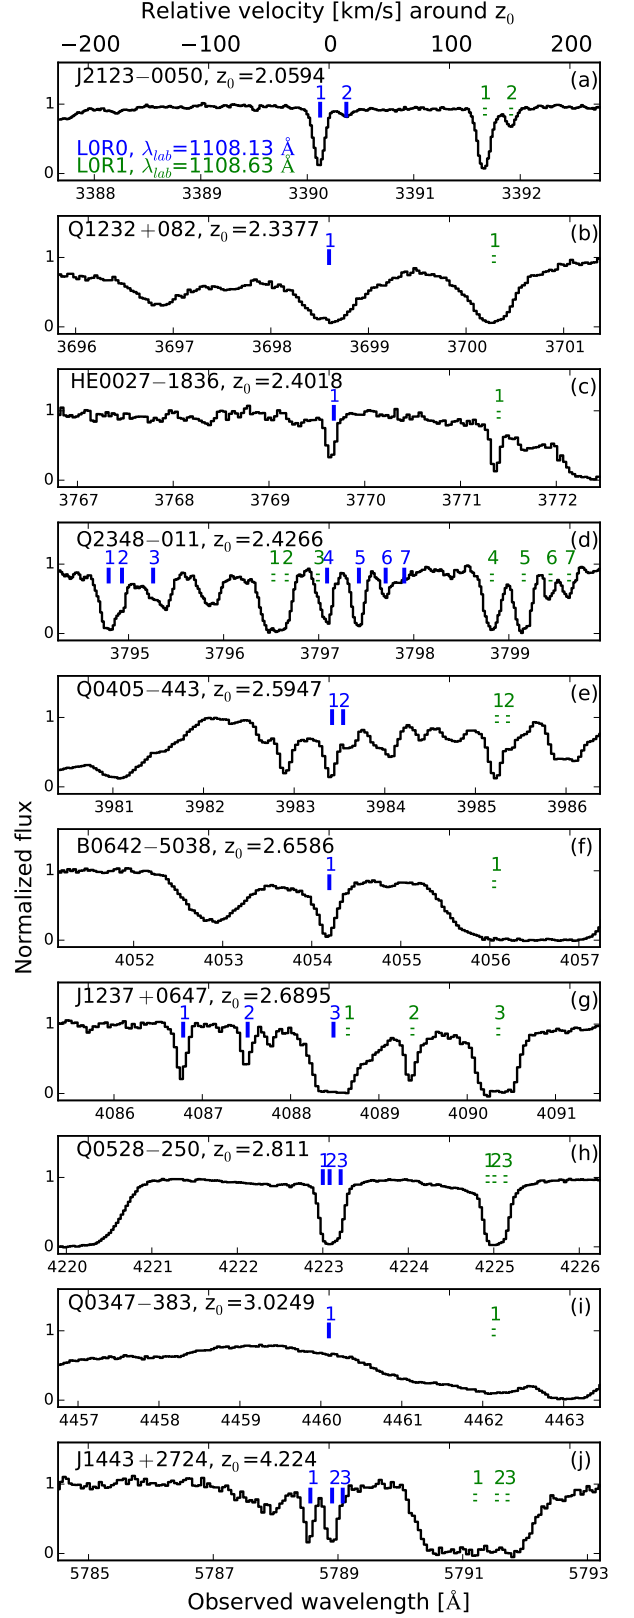 Relative velocity [km/s] around z₀
−200 −100 0 100 200
J2123−0050, z₀=2.0594 (a)
1 2 1 2
1
L0R0, λlab=1108.13 Å
L0R1, λlab=1108.63 Å
0
3388 3389 3390 3391 3392
Q1232+082, z₀=2.3377 (b)
1 1
1
0
3696 3697 3698 3699 3700 3701
HE0027−1836, z₀=2.4018 (c)
1 1
1
0
3767 3768 3769 3770 3771 3772
Q2348−011, z₀=2.4266 (d)
1 2 3 1 2 3 4 5 6 7 4 5 6 7
1
0
3795 3796 3797 3798 3799
Q0405−443, z₀=2.5947 (e)
12 12
1
0
3981 3982 3983 3984 3985 3986
Normalized flux
B0642−5038, z₀=2.6586 (f)
1 1
1
0
4052 4053 4054 4055 4056 4057
J1237+0647, z₀=2.6895 (g)
1 2 3 1 2 3
1
0
4086 4087 4088 4089 4090 4091
Q0528−250, z₀=2.811 (h)
123 123
1
0
4220 4221 4222 4223 4224 4225 4226
Q0347−383, z₀=3.0249 (i)
1 1
1
0
4457 4458 4459 4460 4461 4462 4463
J1443+2724, z₀=4.224 (j)
1 23 1 23
1
0
5785 5787 5789 5791 5793
Observed wavelength [Å]